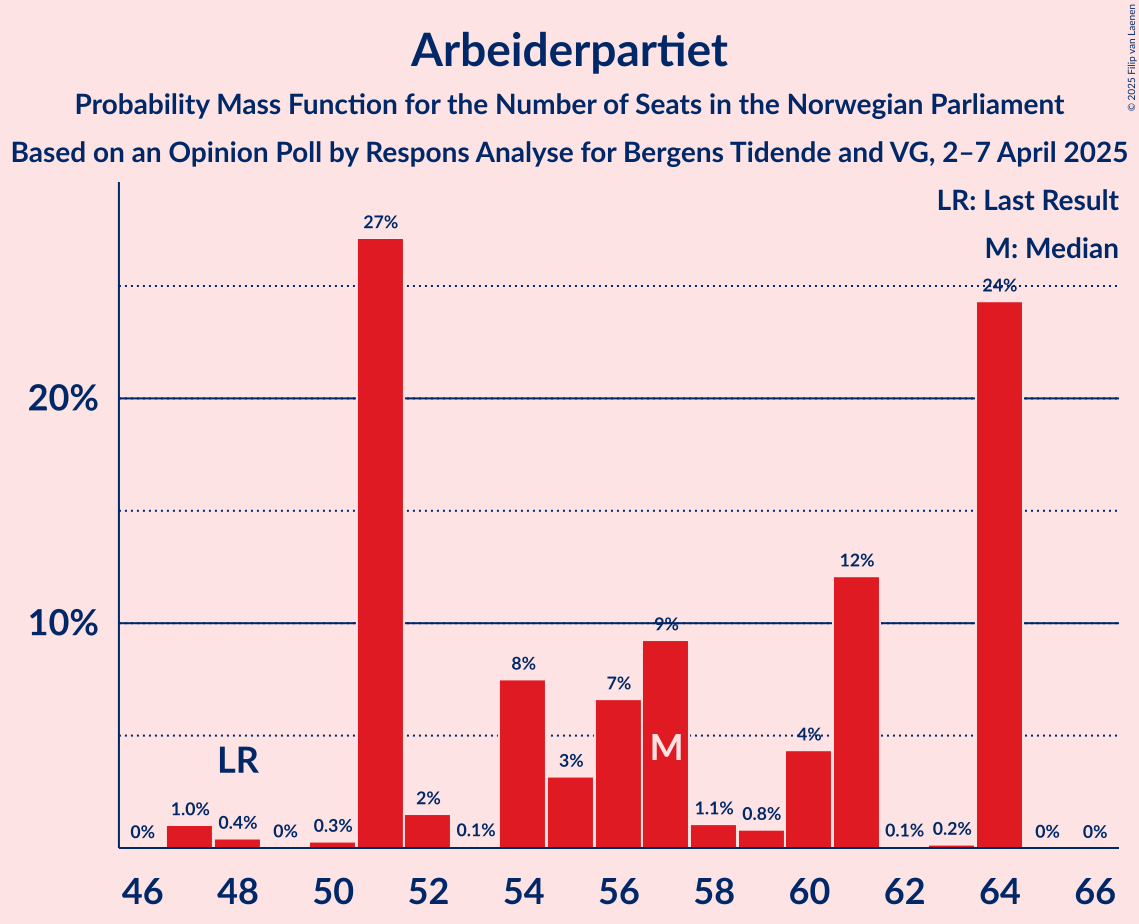 Arbeiderpartiet
Probability Mass Function for the Number of Seats in the Norwegian Parliament
Based on an Opinion Poll by Respons Analyse for Bergens Tidende and VG, 2–7 April 2025
© 2025 Filip van Laenen
LR: Last Result
M: Median
20%
10%
0%
1.0%
0.4%
0%
0.3%
27%
2%
0.1%
8%
3%
7%
9%
1.1%
0.8%
4%
12%
0.1%
0.2%
24%
0%
0%
LR
M
46 48 50 52 54 56 58 60 62 64 66